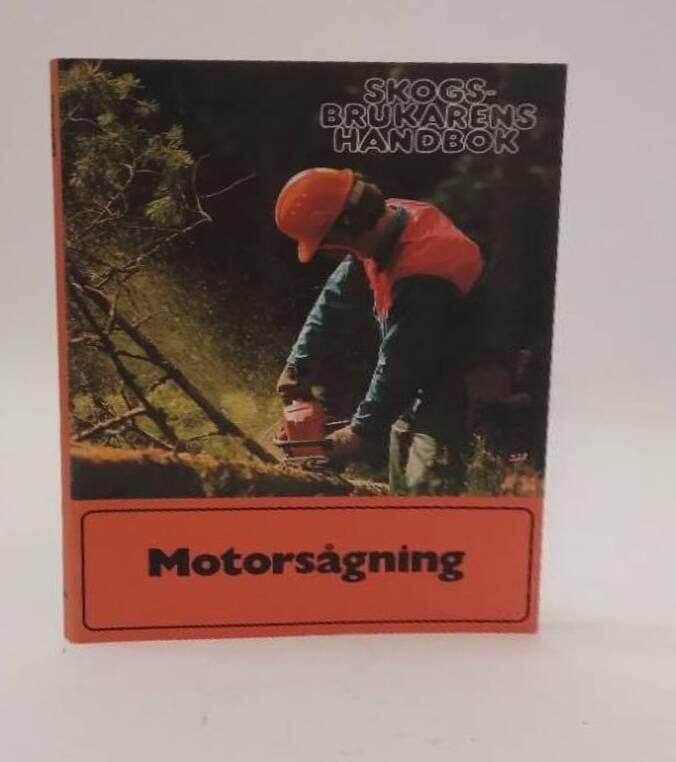 SKOGS-
BRUKARENS
HANDBOK
Motorsågning